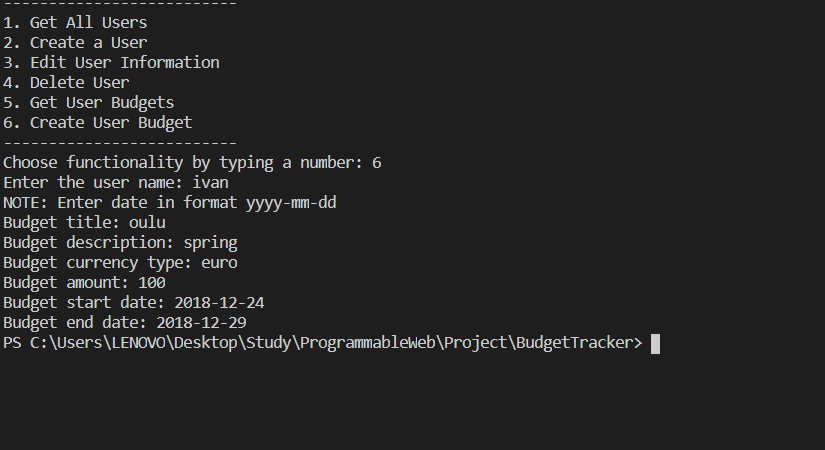 --------------------------
1. Get All Users
2. Create a User
3. Edit User Information
4. Delete User
5. Get User Budgets
6. Create User Budget
--------------------------
Choose functionality by typing a number: 6
Enter the user name: ivan
NOTE: Enter date in format yyyy-mm-dd
Budget title: oulu
Budget description: spring
Budget currency type: euro
Budget amount: 100
Budget start date: 2018-12-24
Budget end date: 2018-12-29
PS C:\Users\LENOVO\Desktop\Study\ProgrammableWeb\Project\BudgetTracker>